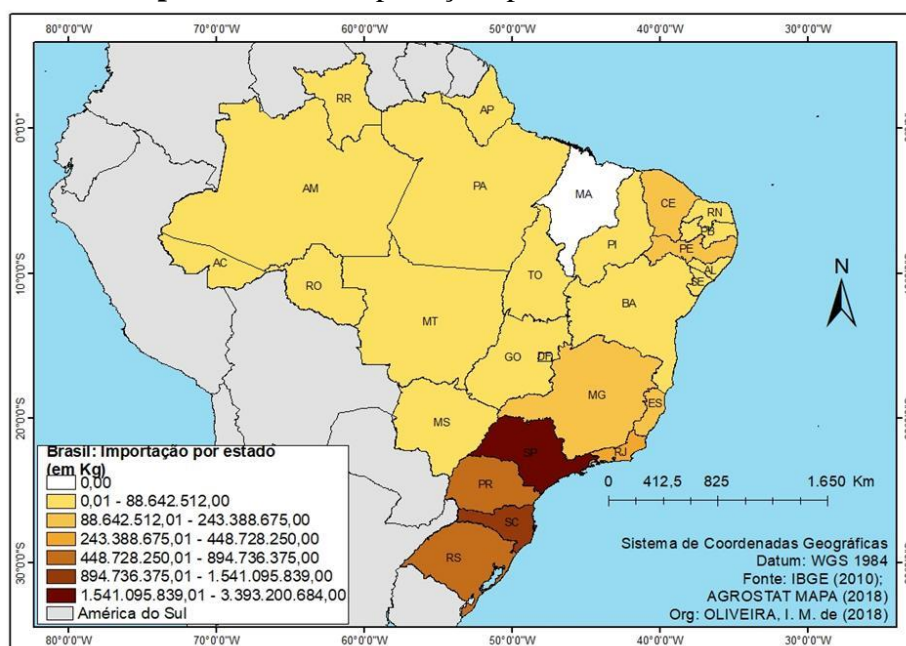 80°0'0"W 70°0'0"W 60°0'0"W 50°0'0"W 40°0'0"W 30°0'0"W
0°0'0"
10°0'0"S
20°0'0"S
30°0'0"S
RR
AP
AM
PA
MA
CE
RN
PB
PI
PE
AC
TO
AL
SE
RO
BA
MT
GO
DF
MG
ES
MS
SP
RJ
PR
SC
RS
N
Brasil: Importação por estado
(em Kg)
0,00
0,01 - 88.642.512,00
88.642.512,01 - 243.388.675,00
243.388.675,01 - 448.728.250,00
448.728.250,01 - 894.736.375,00
894.736.375,01 - 1.541.095.839,00
1.541.095.839,01 - 3.393.200.684,00
América do Sul
0 412,5 825 1.650 Km
Sistema de Coordenadas Geográficas
Datum: WGS 1984
Fonte: IBGE (2010);
AGROSTAT MAPA (2018)
Org: OLIVEIRA, I. M. de (2018)
80°0'0"W 70°0'0"W 60°0'0"W 50°0'0"W 40°0'0"W 30°0'0"W